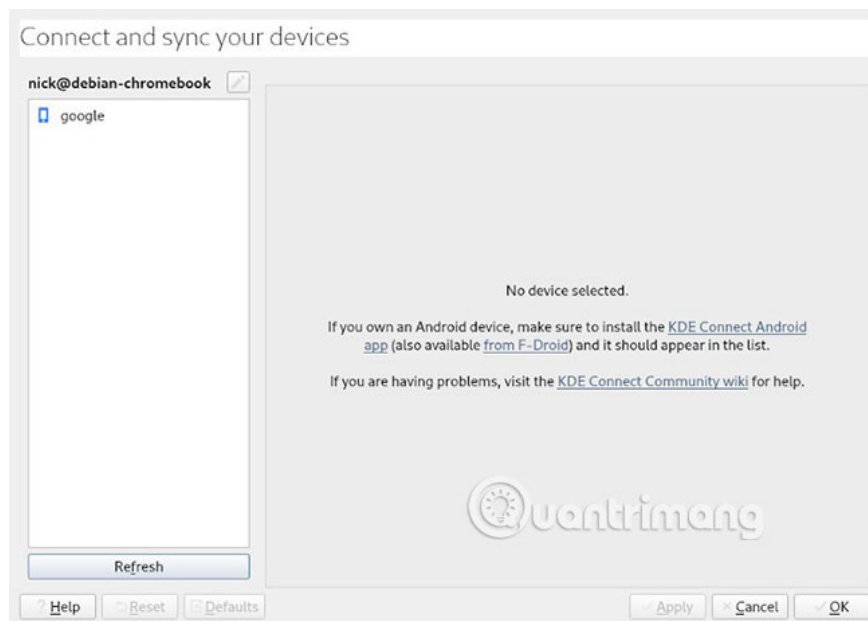 Connect and sync your devices
nick@debian-chromebook
google
No device selected.
If you own an Android device, make sure to install the KDE Connect Android
app (also available from F-Droid) and it should appear in the list.
If you are having problems, visit the KDE Connect Community wiki for help.
Quantrimang
Refresh
? Help Reset Defaults Apply Cancel OK